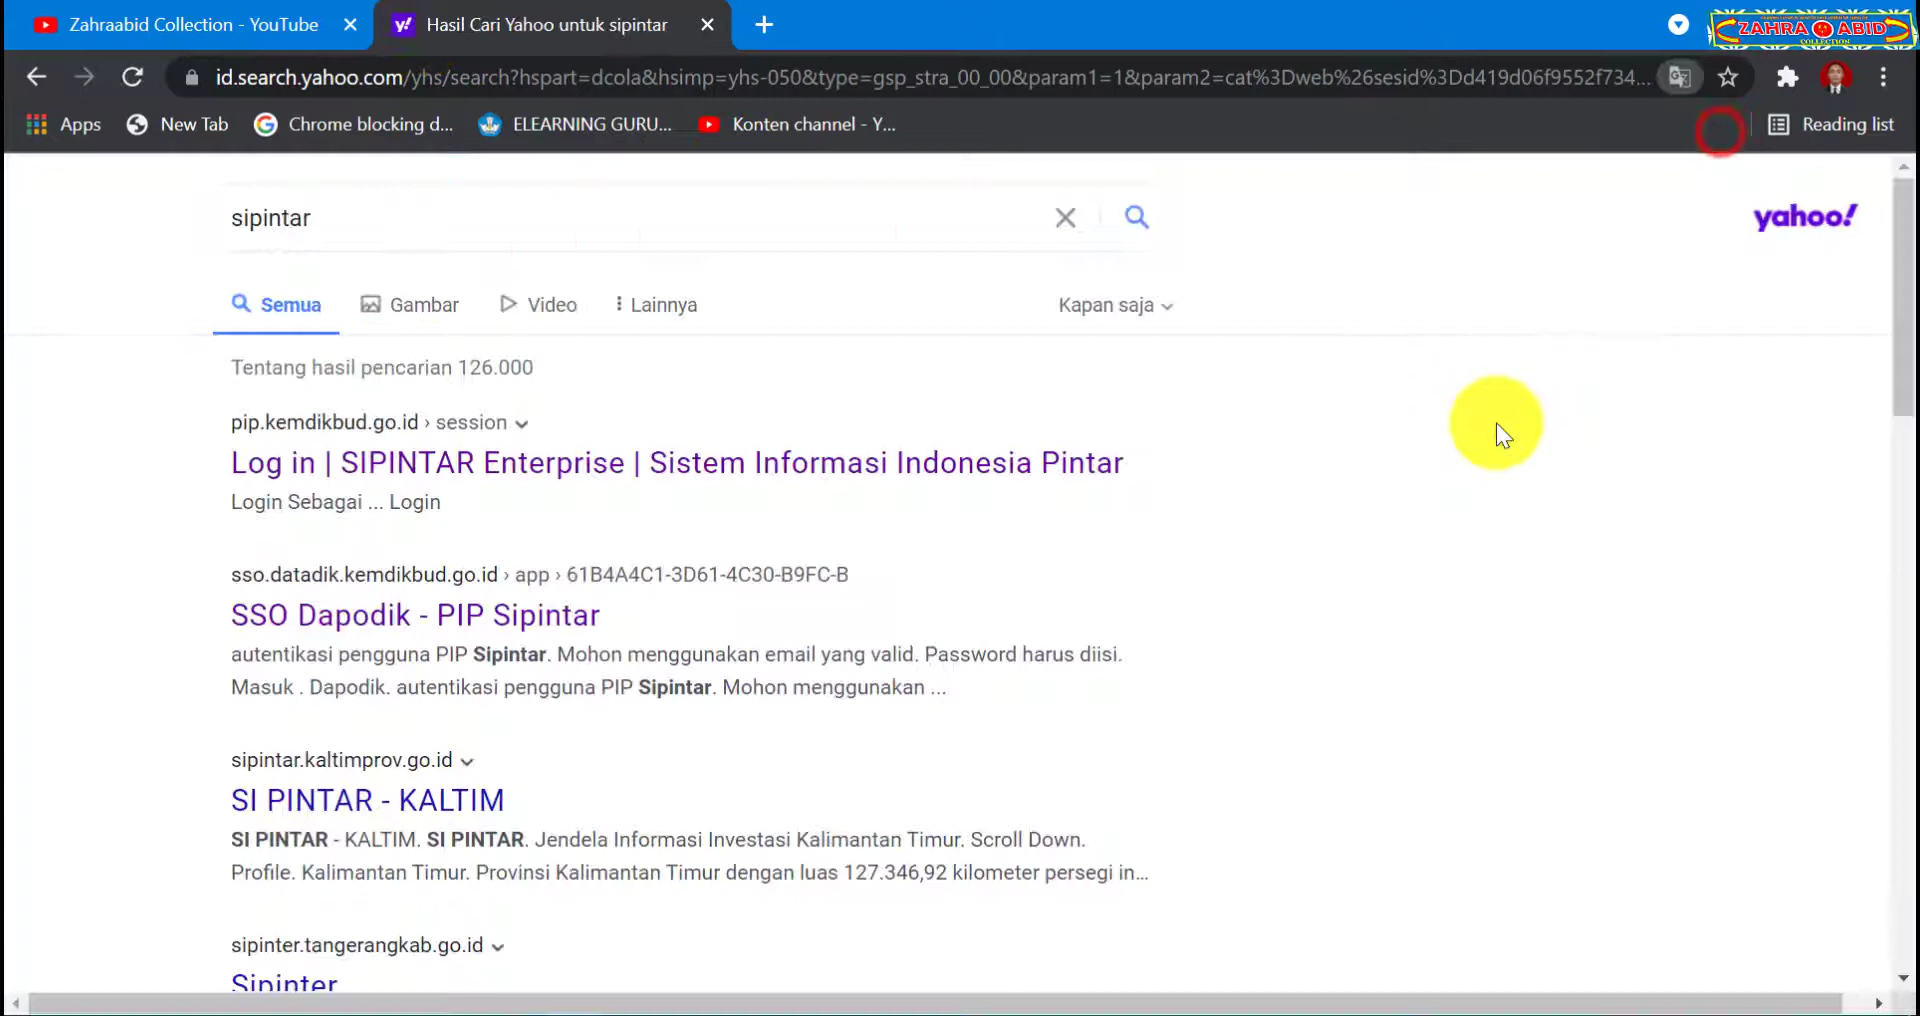 Zahraabid Collection - YouTube
Hasil Cari Yahoo untuk sipintar
ZAHRA ABID
COLLECTION
id.search.yahoo.com/yhs/search?hspart=dcola&hsimp=yhs-050&type=gsp_stra_00_00&param1=1&param2=cat%3Dweb%26sesid%3Dd419d06f9552f734...
Apps
New Tab
Chrome blocking d...
ELEARNING GURU...
Konten channel - Y...
Reading list
sipintar
yahoo!
Semua
Gambar
Video
Lainnya
Kapan saja
Tentang hasil pencarian 126.000
pip.kemdikbud.go.id › session
Log in | SIPINTAR Enterprise | Sistem Informasi Indonesia Pintar
Login Sebagai ... Login
sso.datadik.kemdikbud.go.id › app › 61B4A4C1-3D61-4C30-B9FC-B
SSO Dapodik - PIP Sipintar
autentikasi pengguna PIP Sipintar. Mohon menggunakan email yang valid. Password harus diisi.
Masuk . Dapodik. autentikasi pengguna PIP Sipintar. Mohon menggunakan ...
sipintar.kaltimprov.go.id
SI PINTAR - KALTIM
SI PINTAR - KALTIM. SI PINTAR. Jendela Informasi Investasi Kalimantan Timur. Scroll Down.
Profile. Kalimantan Timur. Provinsi Kalimantan Timur dengan luas 127.346,92 kilometer persegi in...
sipinter.tangerangkab.go.id
Sipinter